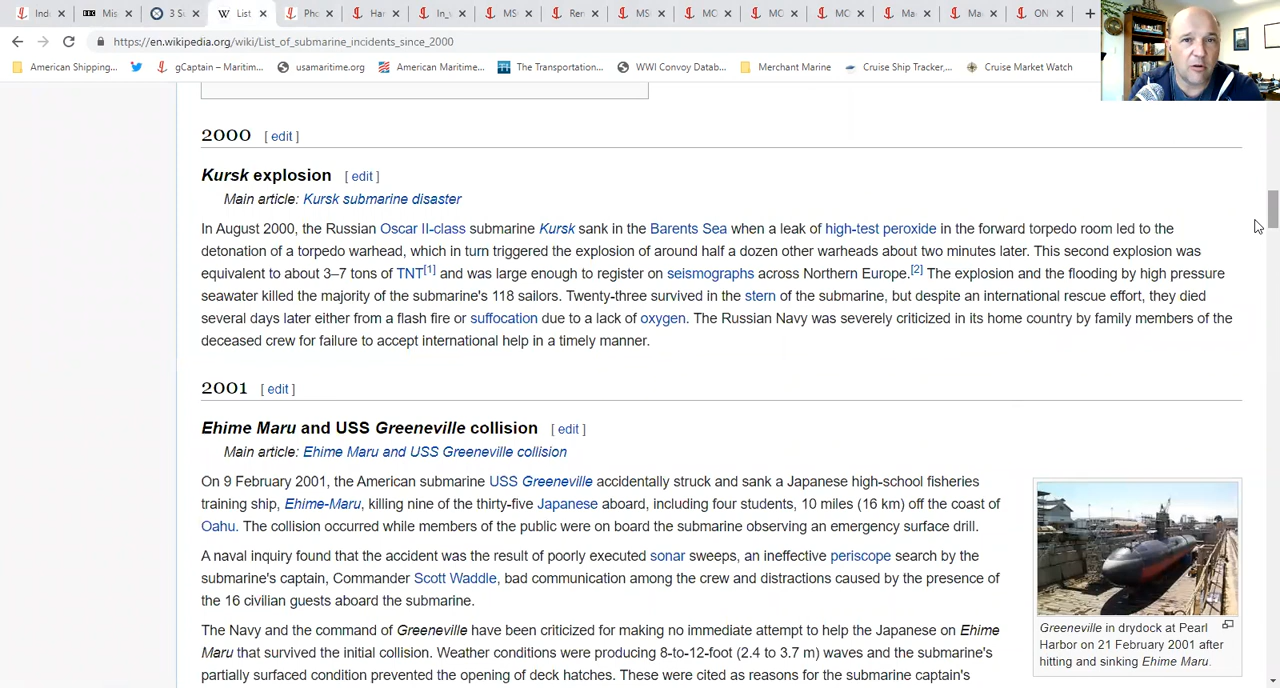 Ind
Mis
3 S
List
Pho
Har
In_
MS
Ren
MS
MC
MC
MC
Ma
Ma
ON
https://en.wikipedia.org/wiki/List_of_submarine_incidents_since_2000
American Shipping...
gCaptain – Maritim...
usamaritime.org
American Maritime...
The Transportation...
WWI Convoy Datab...
Merchant Marine
Cruise Ship Tracker,...
Cruise Market Watch
2000 [ edit ]
Kursk explosion [ edit ]
Main article: Kursk submarine disaster
In August 2000, the Russian Oscar II-class submarine Kursk sank in the Barents Sea when a leak of high-test peroxide in the forward torpedo room led to the
detonation of a torpedo warhead, which in turn triggered the explosion of around half a dozen other warheads about two minutes later. This second explosion was
equivalent to about 3–7 tons of TNT[1] and was large enough to register on seismographs across Northern Europe.[2] The explosion and the flooding by high pressure
seawater killed the majority of the submarine's 118 sailors. Twenty-three survived in the stern of the submarine, but despite an international rescue effort, they died
several days later either from a flash fire or suffocation due to a lack of oxygen. The Russian Navy was severely criticized in its home country by family members of the
deceased crew for failure to accept international help in a timely manner.
2001 [ edit ]
Ehime Maru and USS Greeneville collision [ edit ]
Main article: Ehime Maru and USS Greeneville collision
On 9 February 2001, the American submarine USS Greeneville accidentally struck and sank a Japanese high-school fisheries
training ship, Ehime-Maru, killing nine of the thirty-five Japanese aboard, including four students, 10 miles (16 km) off the coast of
Oahu. The collision occurred while members of the public were on board the submarine observing an emergency surface drill.
A naval inquiry found that the accident was the result of poorly executed sonar sweeps, an ineffective periscope search by the
submarine's captain, Commander Scott Waddle, bad communication among the crew and distractions caused by the presence of
the 16 civilian guests aboard the submarine.
The Navy and the command of Greeneville have been criticized for making no immediate attempt to help the Japanese on Ehime
Maru that survived the initial collision. Weather conditions were producing 8-to-12-foot (2.4 to 3.7 m) waves and the submarine's
partially surfaced condition prevented the opening of deck hatches. These were cited as reasons for the submarine captain's
Greeneville in drydock at Pearl
Harbor on 21 February 2001 after
hitting and sinking Ehime Maru.